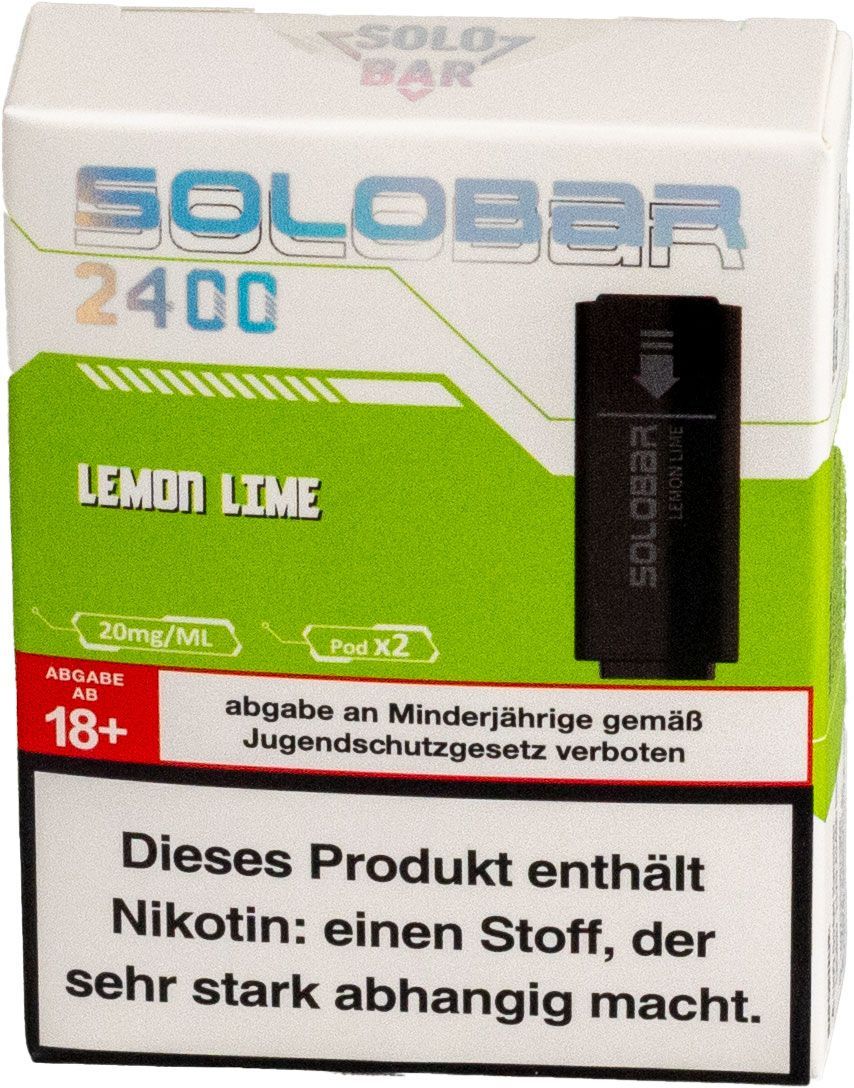 SOLO
BAR
SOLOBAR
2400
LEMON LIME
SOLOBAR
LEMON LIME
20mg/ML
Pod x2
ABGABE
AB
18+
abgabe an Minderjährige gemäß
Jugendschutzgesetz verboten
Dieses Produkt enthält
Nikotin: einen Stoff, der
sehr stark abhangig macht.